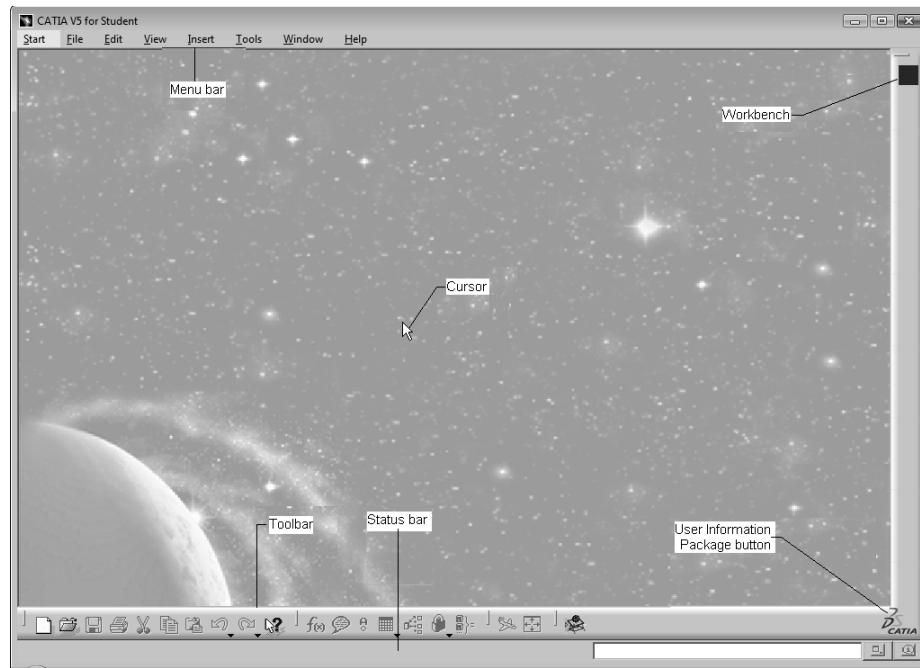 CATIA V5 for Student
Start File Edit View Insert Tools Window Help
Menu bar
Workbench
Cursor
Toolbar
Status bar
User Information
Package button
f(x)
CATIA